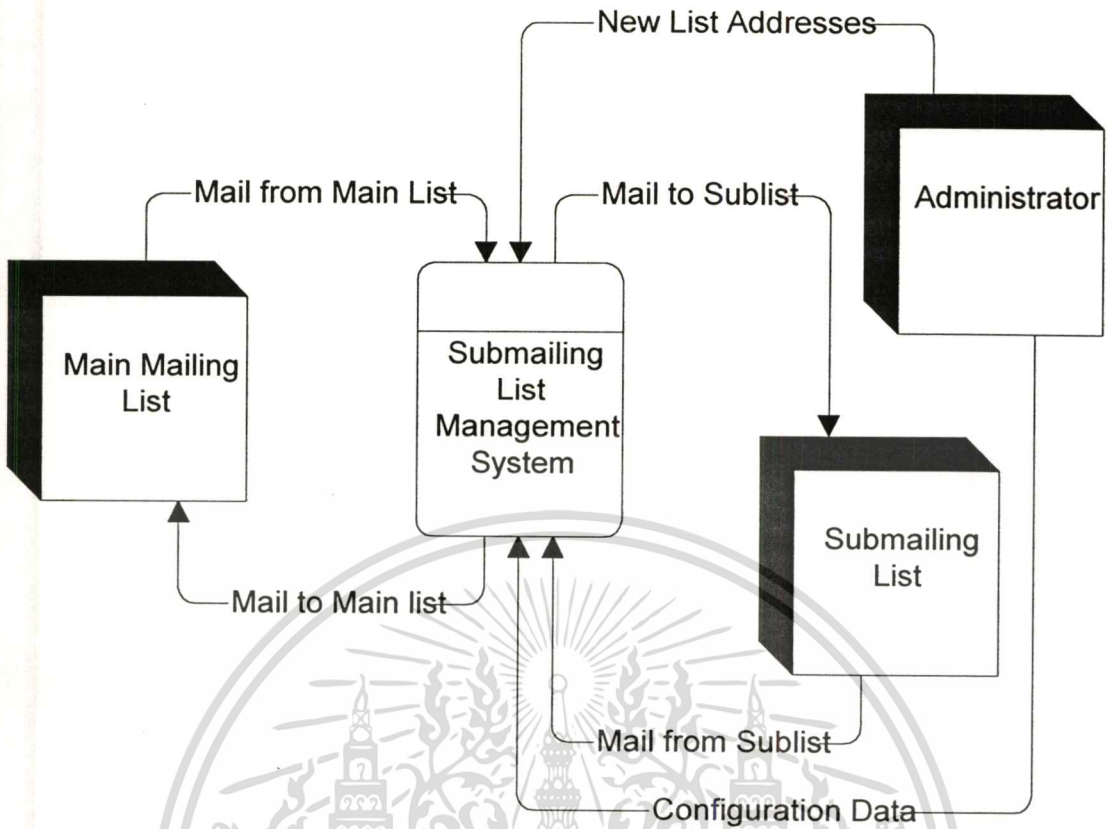 New List Addresses
Mail from Main List
Mail to Sublist
Administrator
Main Mailing
List
Submailing
List
Management
System
Submailing
List
Mail to Main list
Mail from Sublist
Configuration Data